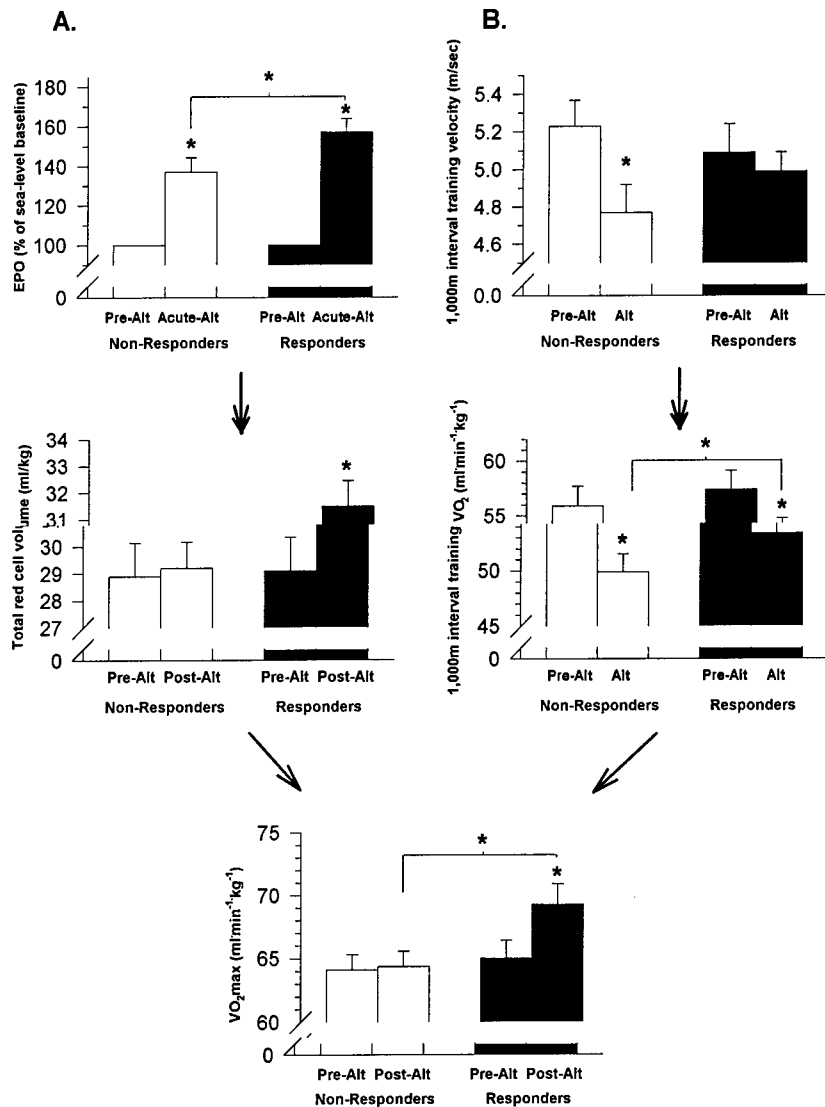 A.
EPO (% of sea-level baseline)
180
160
140
120
100
0
*
*
*
Pre-Alt Acute-Alt
Pre-Alt Acute-Alt
Non-Responders
Responders
B.
1,000m interval training velocity (m/sec)
5.4
5.2
5.0
4.8
4.6
0.0
*
Pre-Alt Alt
Pre-Alt Alt
Non-Responders
Responders
Total red cell volume (ml/kg)
34
33
32
31
30
29
28
27
0
*
Pre-Alt Post-Alt
Pre-Alt Post-Alt
Non-Responders
Responders
1,000m interval training VO₂ (ml·min⁻¹·kg⁻¹)
60
55
50
45
0
*
*
*
Pre-Alt Alt
Pre-Alt Alt
Non-Responders
Responders
VO₂max (ml·min⁻¹·kg⁻¹)
75
70
65
60
0
*
*
Pre-Alt Post-Alt
Pre-Alt Post-Alt
Non-Responders
Responders